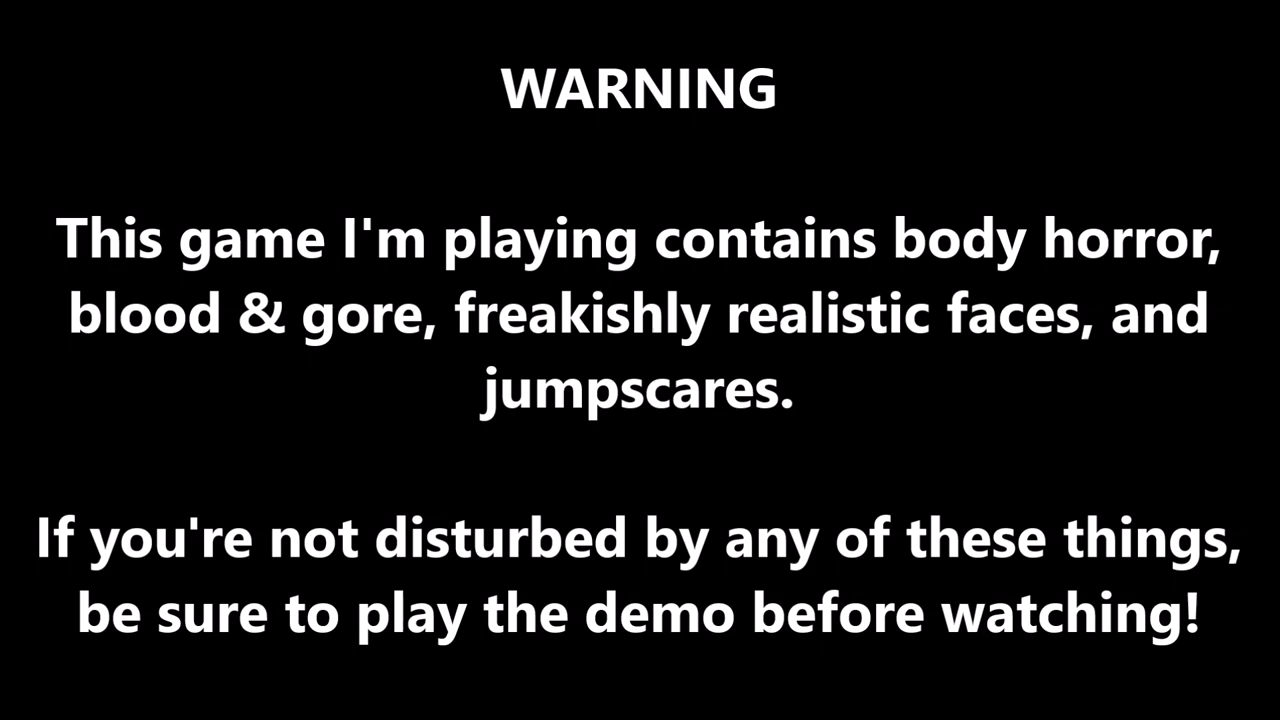 WARNING
This game I'm playing contains body horror,
blood & gore, freakishly realistic faces, and
jumpscares.
If you're not disturbed by any of these things,
be sure to play the demo before watching!